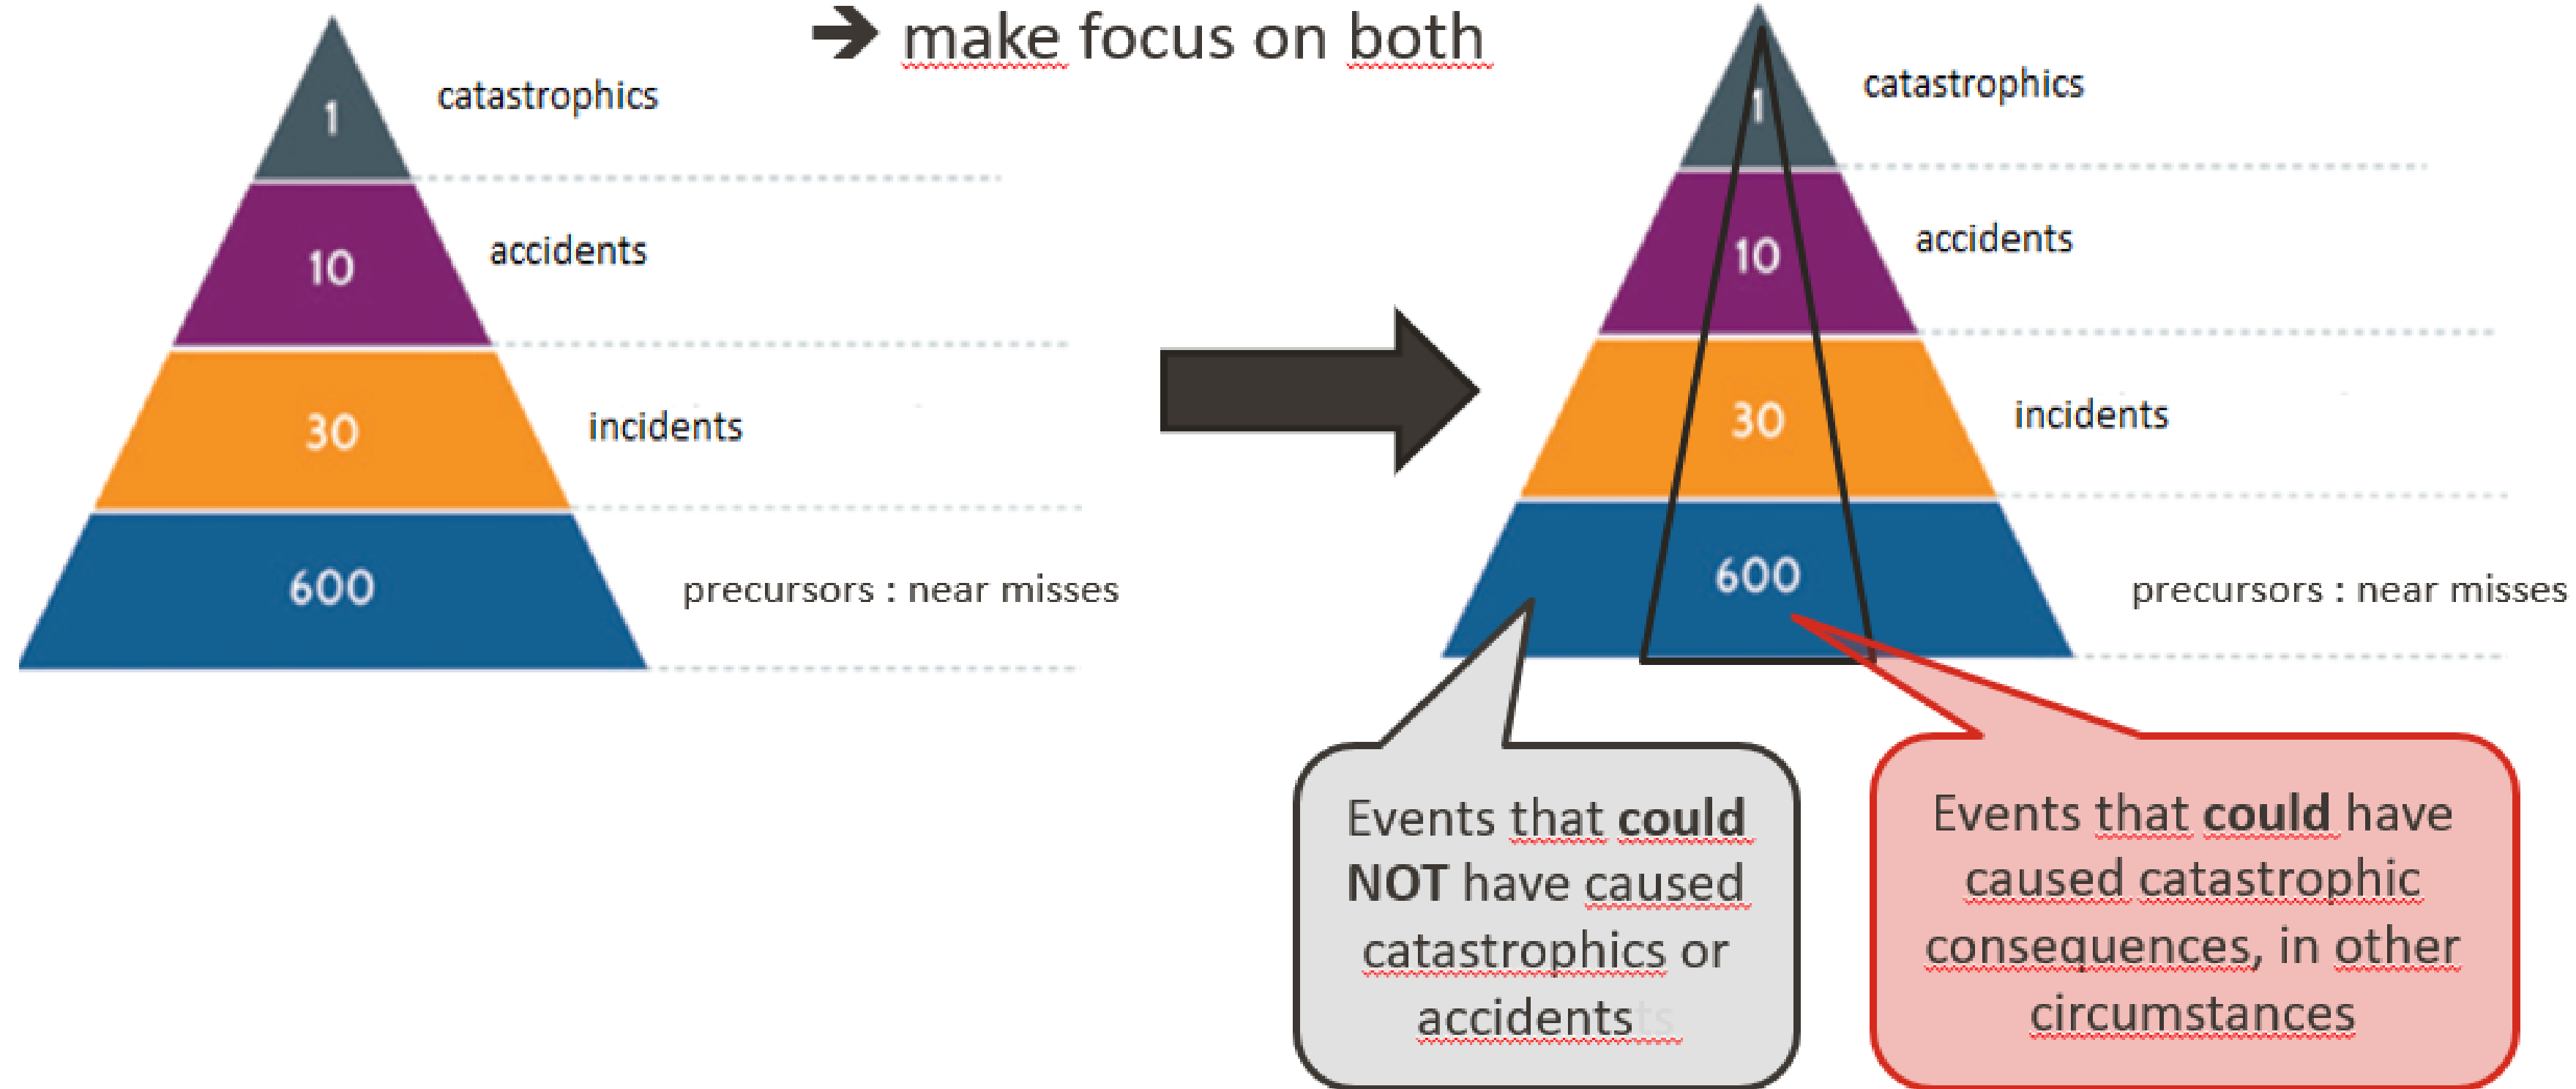 ➔ make focus on both
1
catastrophics
10
accidents
30
incidents
600
precursors : near misses
1
catastrophics
10
accidents
30
incidents
600
precursors : near misses
Events that could
NOT have caused
catastrophics or
accidents
Events that could have
caused catastrophic
consequences, in other
circumstances